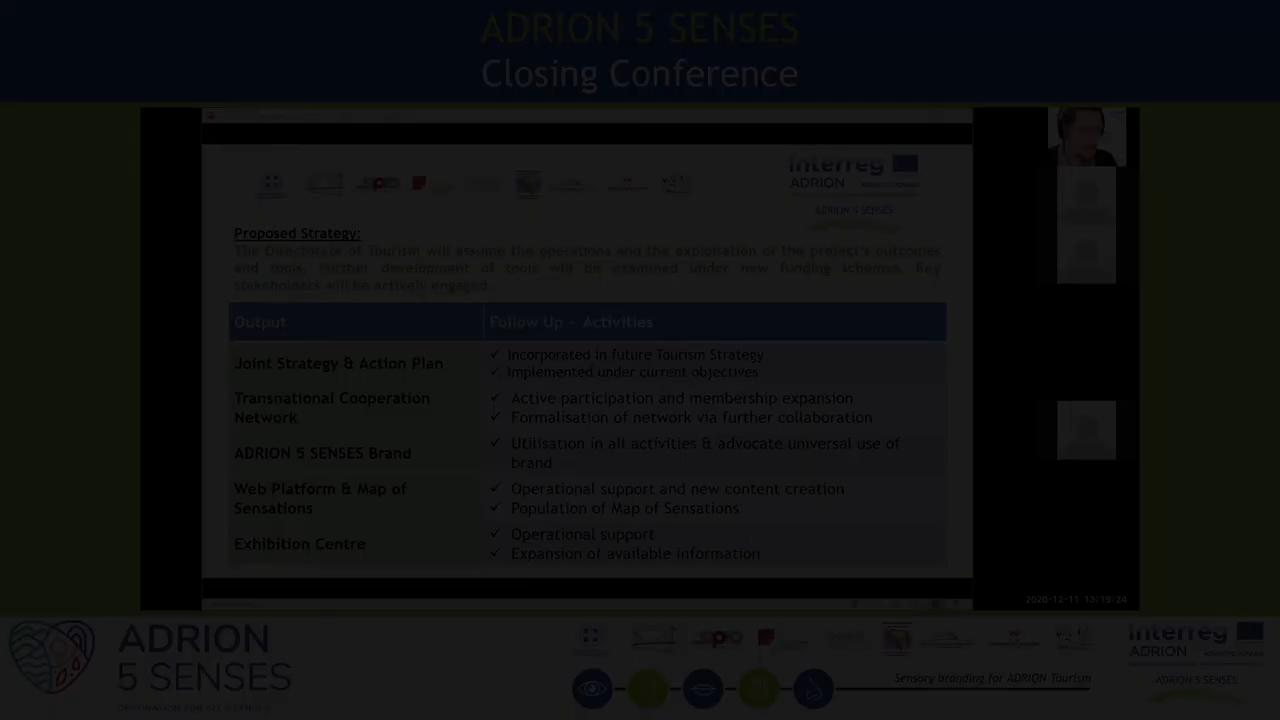 ADRION 5 SENSES
Closing Conference
Interreg
ADRION
ADRION 5 SENSES
Proposed Strategy:
The Directorate of Tourism will assume the operations and the exploitation of the project's outcomes
and tools. Further development of tools will be examined under new funding schemes. Key
stakeholders will be actively engaged.
Output
Follow Up – Activities
Joint Strategy & Action Plan
✓ Incorporated in future Tourism Strategy
✓ Implemented under current objectives
Transnational Cooperation
Network
✓ Active participation and membership expansion
✓ Formalisation of network via further collaboration
ADRION 5 SENSES Brand
✓ Utilisation in all activities & advocate universal use of
brand
Web Platform & Map of
Sensations
✓ Operational support and new content creation
✓ Population of Map of Sensations
Exhibition Centre
✓ Operational support
✓ Expansion of available information
2020-12-11 13:19:24
ADRION
5 SENSES
Sensory branding for ADRION Tourism
Interreg
ADRION
ADRION 5 SENSES